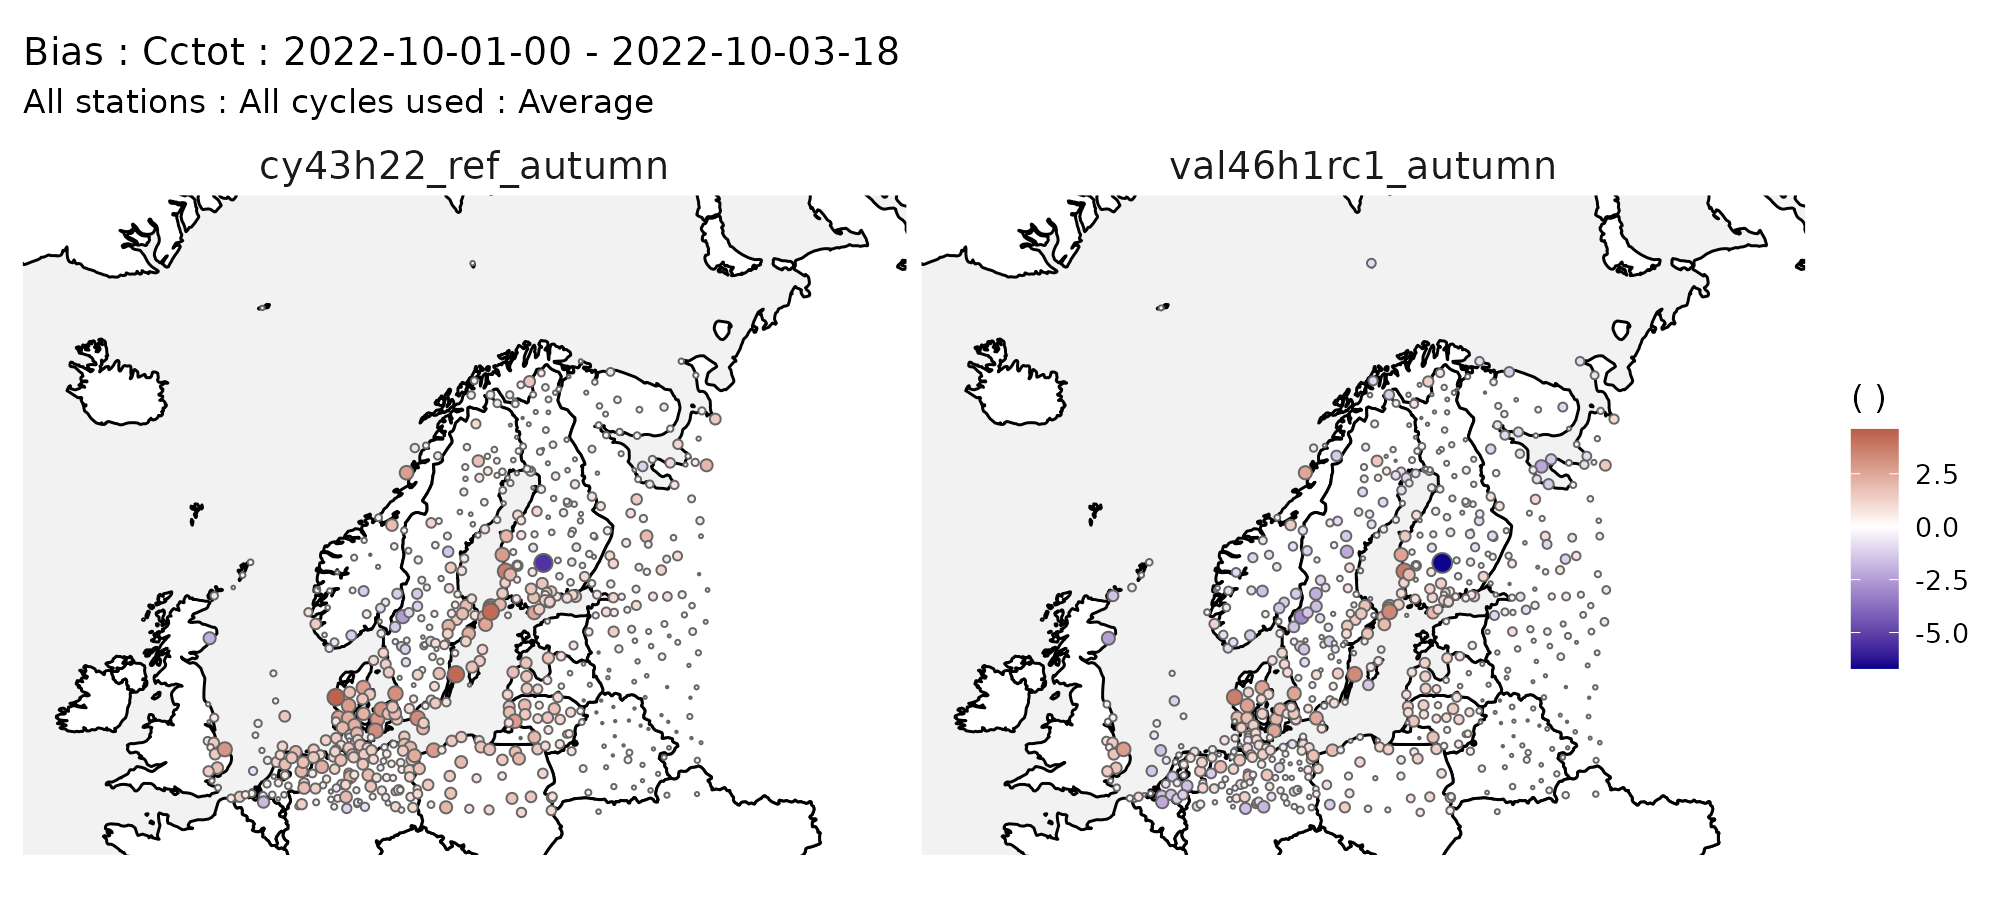 Bias : Cctot : 2022-10-01-00 - 2022-10-03-18
All stations : All cycles used : Average
cy43h22_ref_autumn
val46h1rc1_autumn
( )
2.5
0.0
-2.5
-5.0